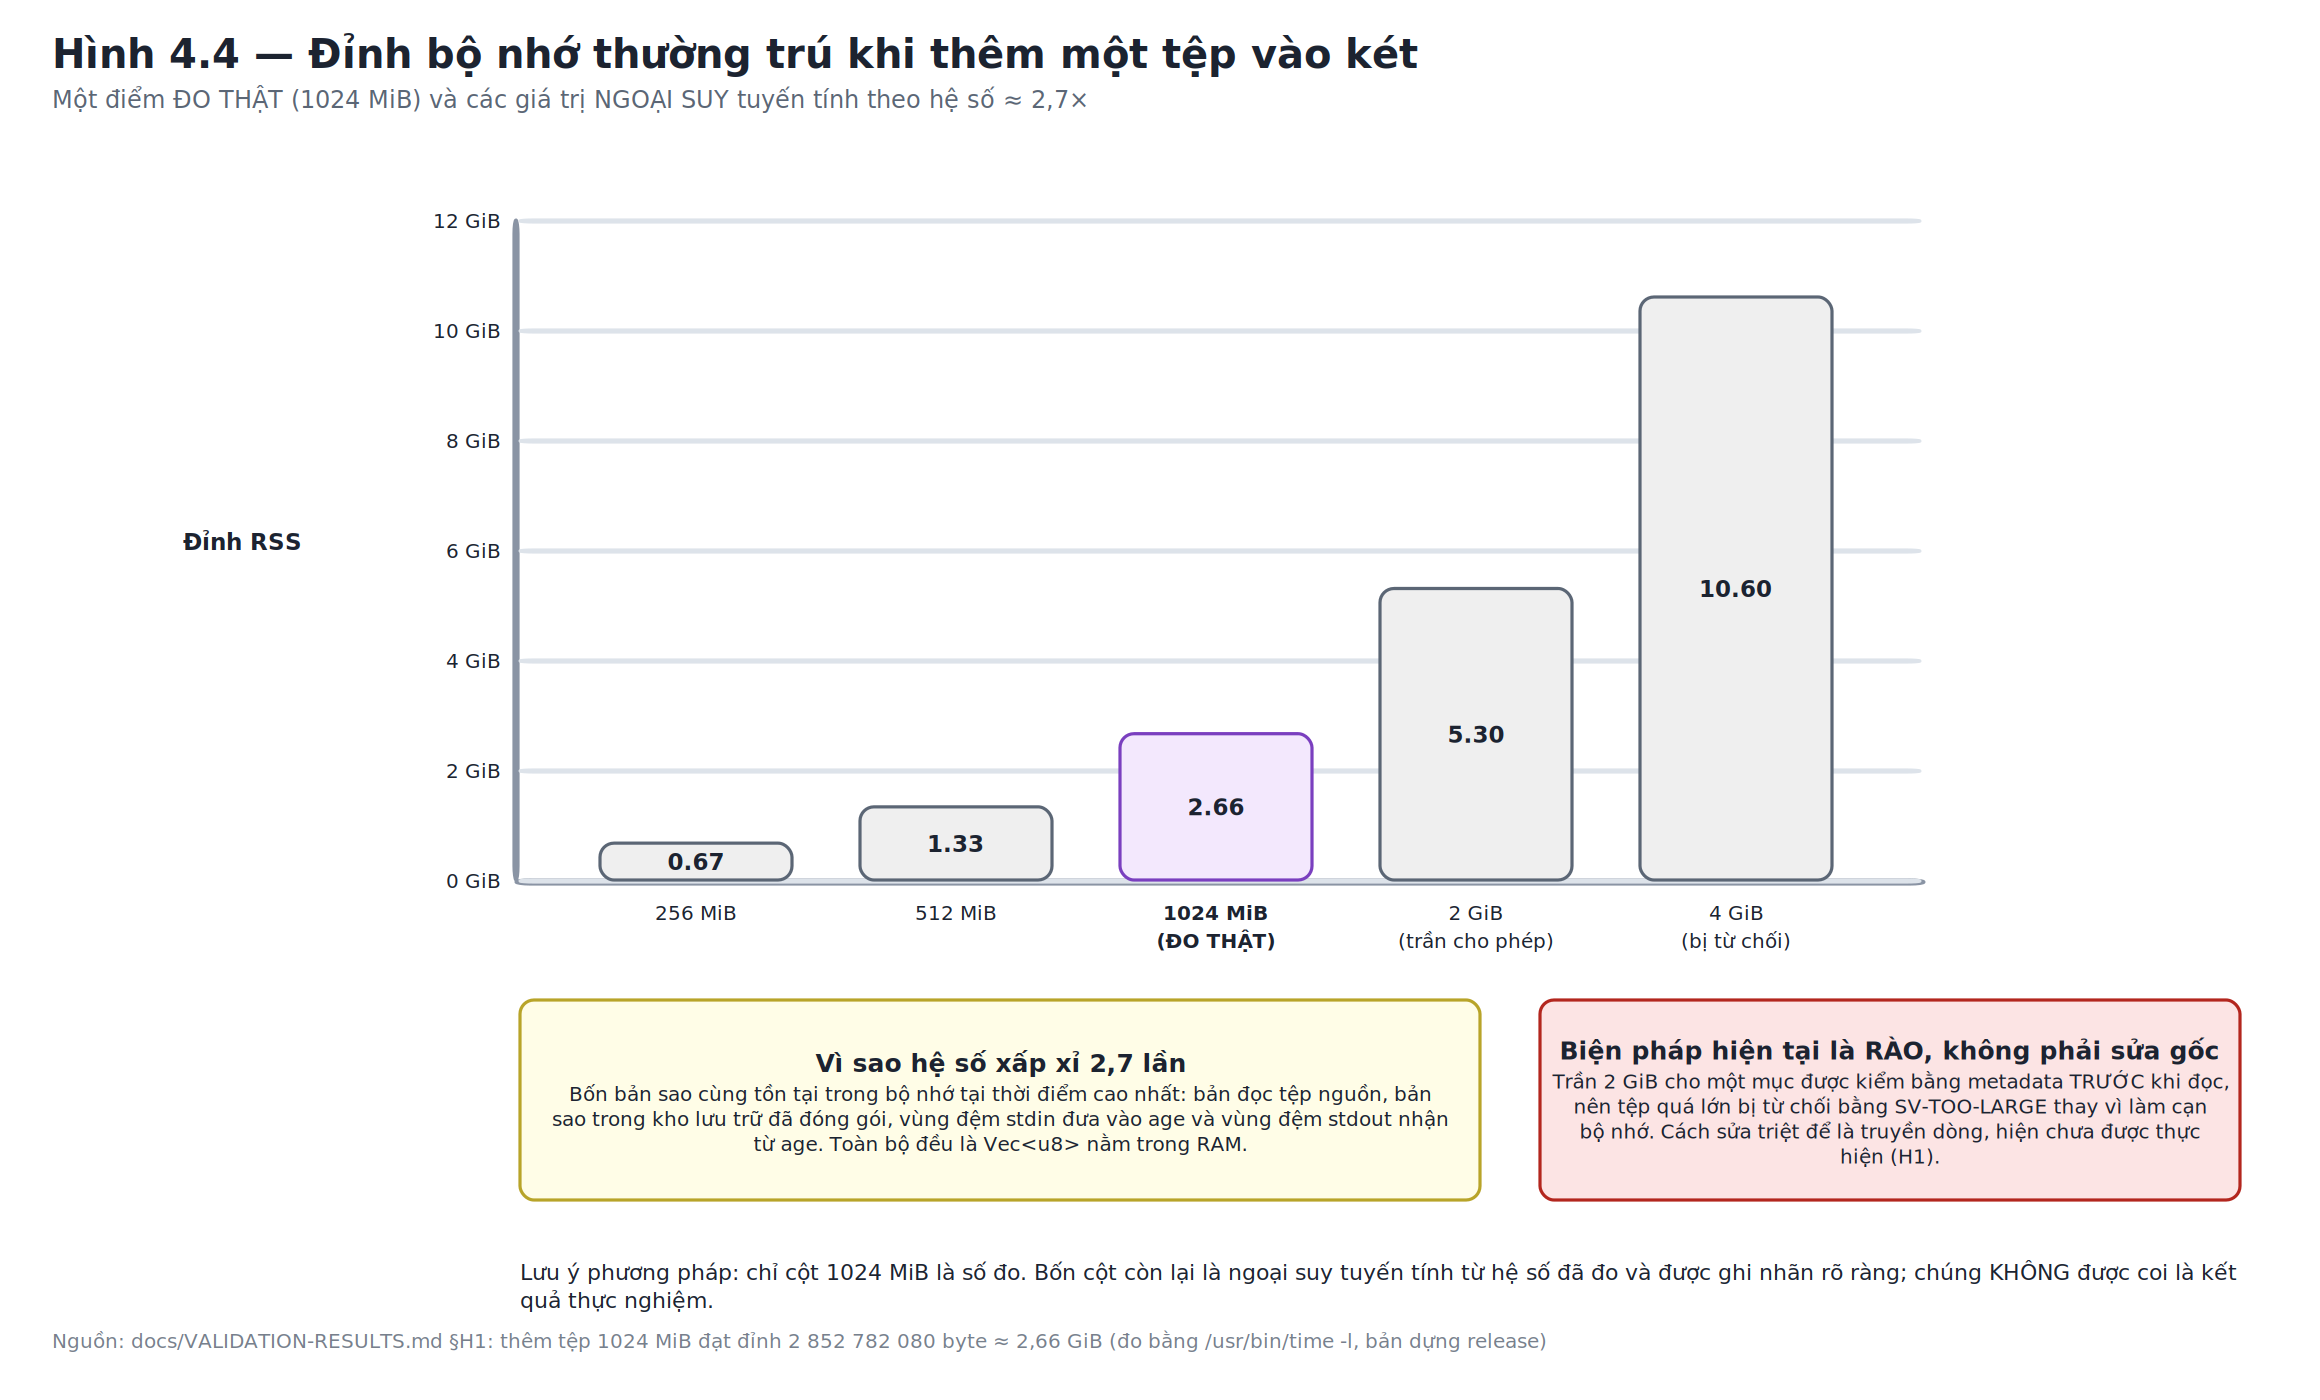 Hình 4.4 — Đỉnh bộ nhớ thường trú khi thêm một tệp vào két
Một điểm ĐO THẬT (1024 MiB) và các giá trị NGOẠI SUY tuyến tính theo hệ số ≈ 2,7×
12 GiB
10 GiB
8 GiB
6 GiB
4 GiB
2 GiB
0 GiB
Đỉnh RSS
0.67
1.33
2.66
5.30
10.60
256 MiB
512 MiB
1024 MiB
(ĐO THẬT)
2 GiB
(trần cho phép)
4 GiB
(bị từ chối)
Vì sao hệ số xấp xỉ 2,7 lần
Bốn bản sao cùng tồn tại trong bộ nhớ tại thời điểm cao nhất: bản đọc tệp nguồn, bản
sao trong kho lưu trữ đã đóng gói, vùng đệm stdin đưa vào age và vùng đệm stdout nhận
từ age. Toàn bộ đều là Vec<u8> nằm trong RAM.
Biện pháp hiện tại là RÀO, không phải sửa gốc
Trần 2 GiB cho một mục được kiểm bằng metadata TRƯỚC khi đọc,
nên tệp quá lớn bị từ chối bằng SV-TOO-LARGE thay vì làm cạn
bộ nhớ. Cách sửa triệt để là truyền dòng, hiện chưa được thực
hiện (H1).
Lưu ý phương pháp: chỉ cột 1024 MiB là số đo. Bốn cột còn lại là ngoại suy tuyến tính từ hệ số đã đo và được ghi nhãn rõ ràng; chúng KHÔNG được coi là kết
quả thực nghiệm.
Nguồn: docs/VALIDATION-RESULTS.md §H1: thêm tệp 1024 MiB đạt đỉnh 2 852 782 080 byte ≈ 2,66 GiB (đo bằng /usr/bin/time -l, bản dựng release)